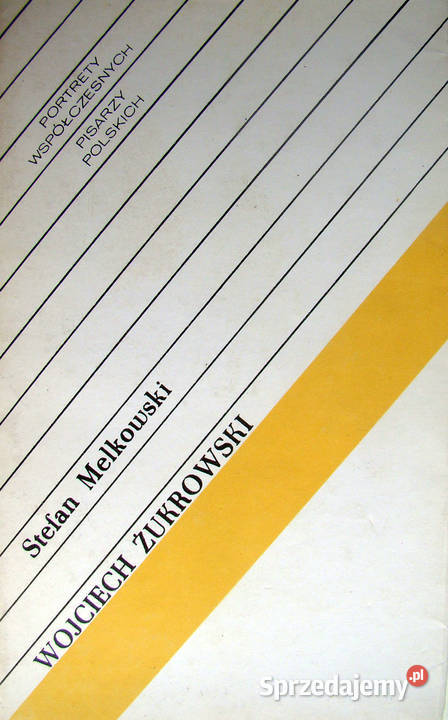 PORTRETY
WSPÓŁCZESNYCH
PISARZY
POLSKICH
Stefan Melkowski
WOJCIECH ŻUKROWSKI
Sprzedajemy.pl